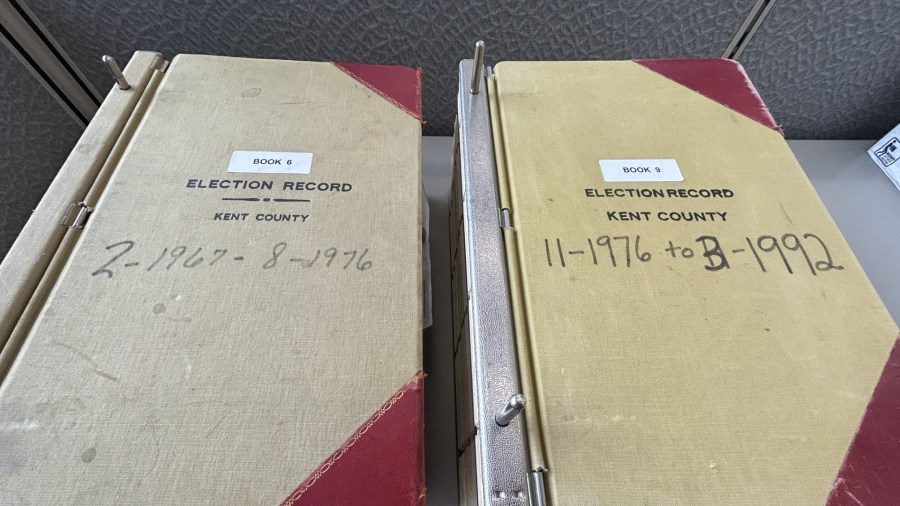 BOOK 6
ELECTION RECORD
KENT COUNTY
2-1967-8-1976
BOOK 9
ELECTION RECORD
KENT COUNTY
11-1976 to 3-1992